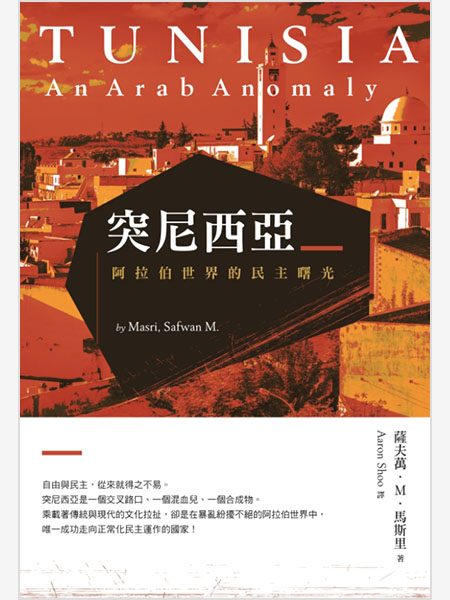 TUNISIA
An Arab Anomaly
突尼西亞
阿拉伯世界的民主曙光
by Masri, Safwan M.
薩夫萬・M・馬斯里 著
Aaron Shoo 譯
自由與民主，從來就得之不易。
突尼西亞是一個交叉路口、一個混血兒、一個合成物。
乘載著傳統與現代的文化拉扯，卻是在暴亂紛擾不絕的阿拉伯世界中，
唯一成功走向正常化民主運作的國家！